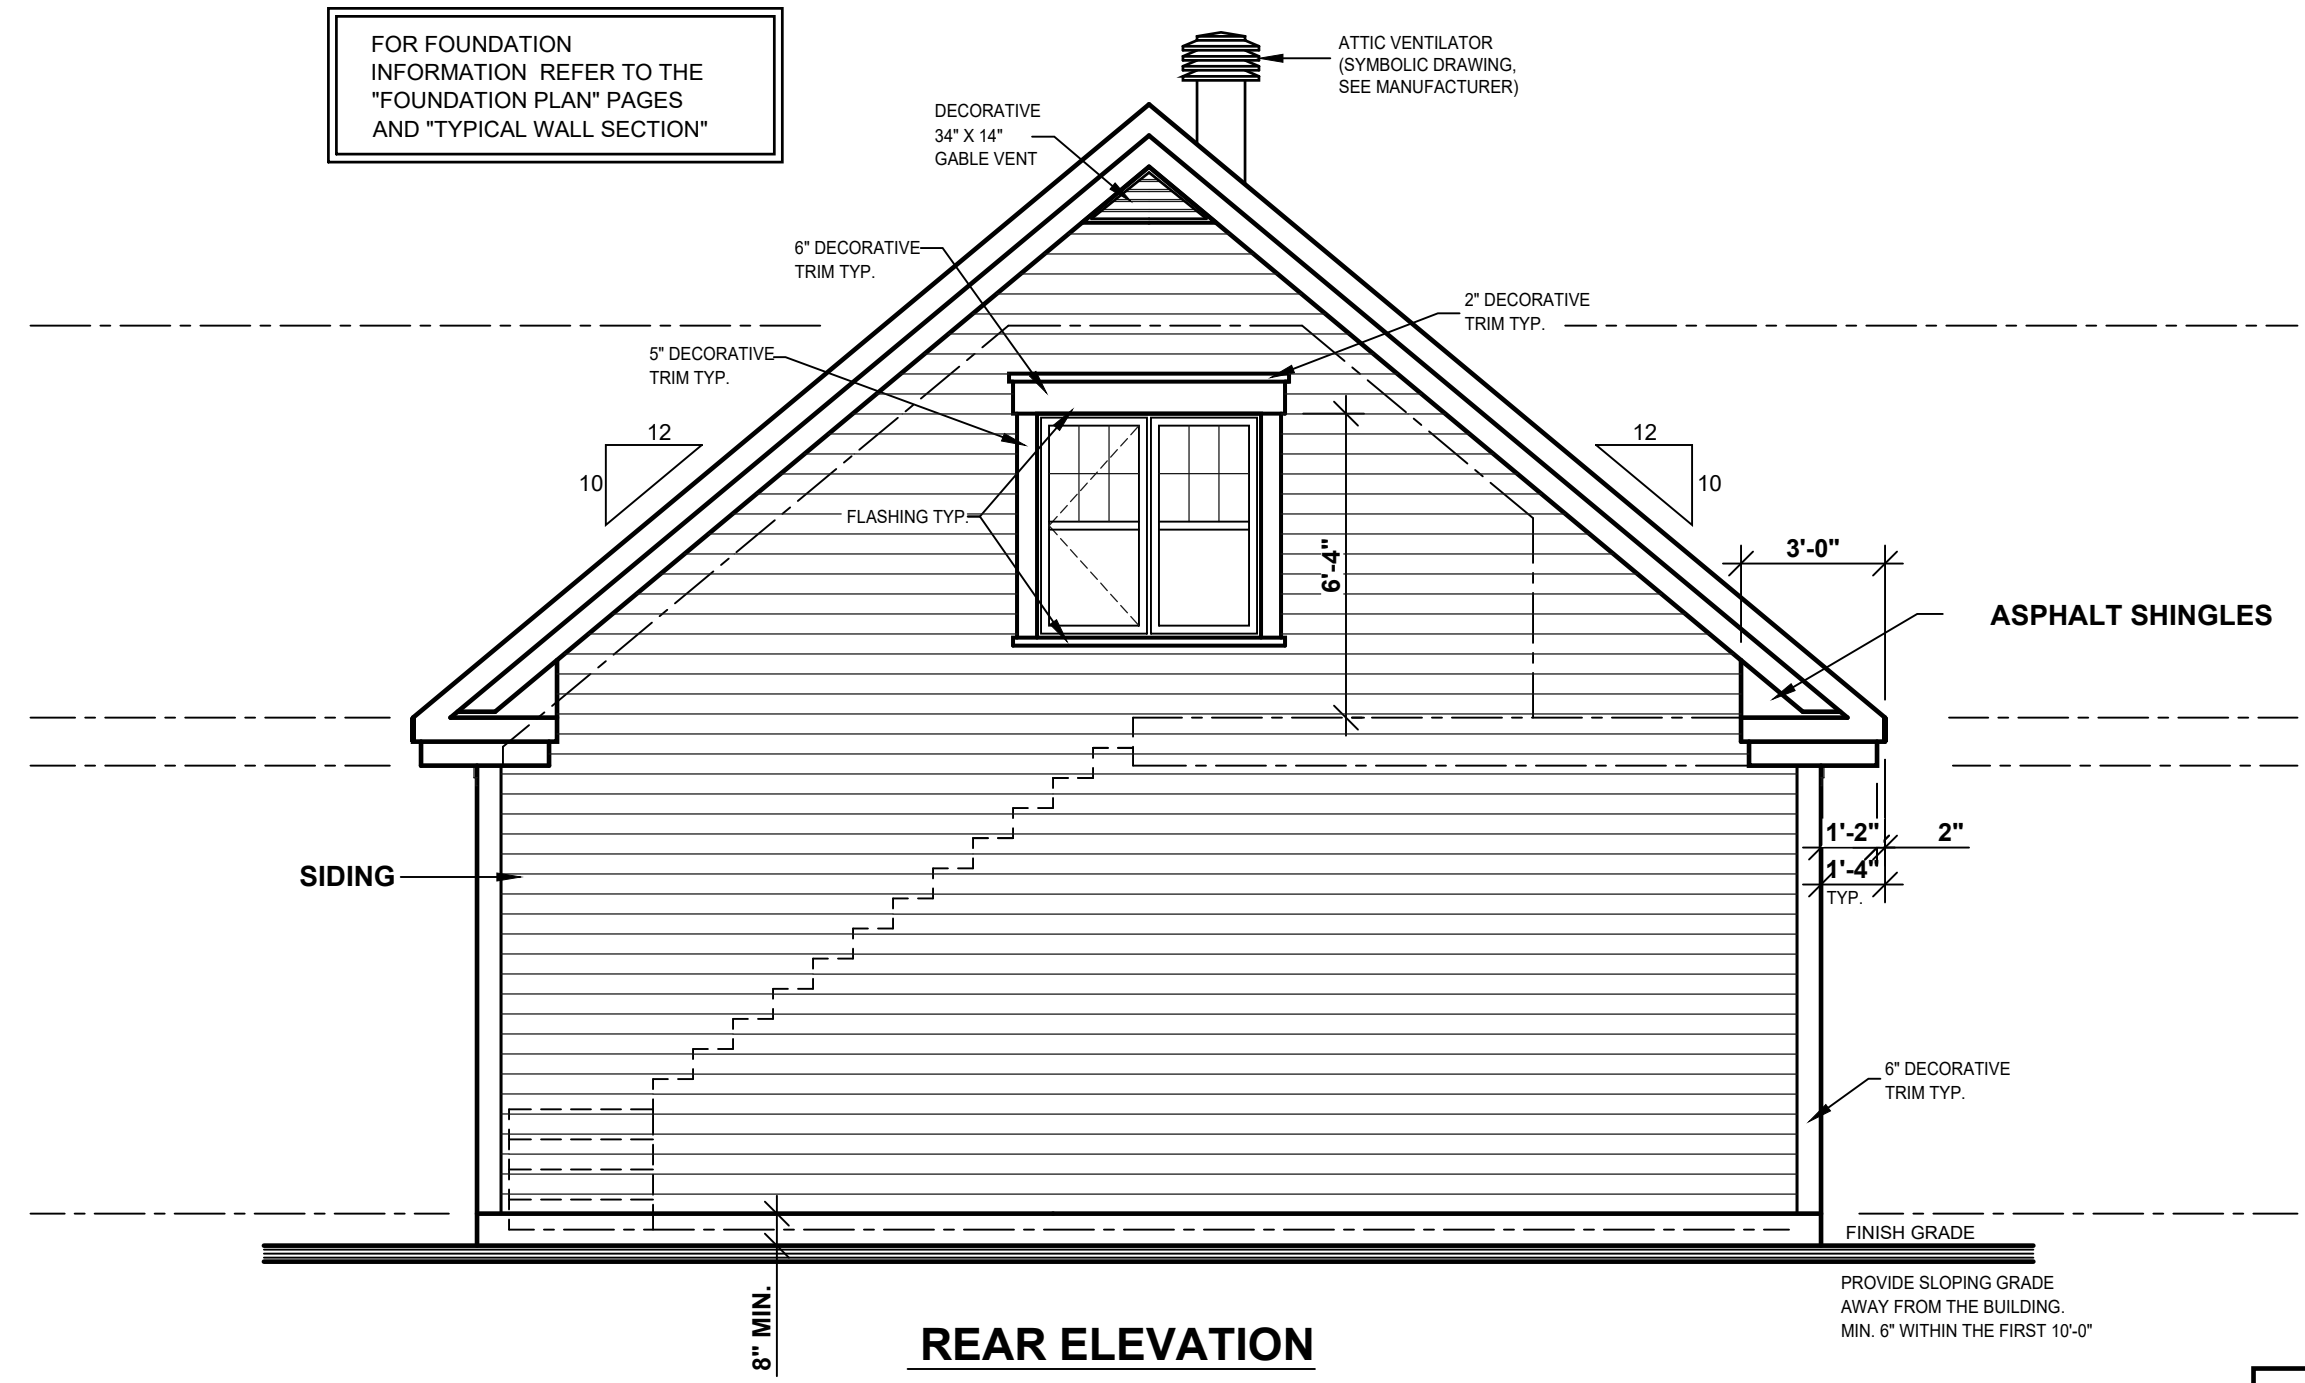 FOR FOUNDATION
INFORMATION  REFER TO THE
"FOUNDATION PLAN" PAGES
AND "TYPICAL WALL SECTION"
ATTIC VENTILATOR
(SYMBOLIC DRAWING,
SEE MANUFACTURER)
DECORATIVE
34" X 14"
GABLE VENT
6" DECORATIVE
TRIM TYP.
2" DECORATIVE
TRIM TYP.
5" DECORATIVE
TRIM TYP.
12
10
12
10
FLASHING TYP.
6'-4"
3'-0"
ASPHALT SHINGLES
1'-2"
2"
1'-4"
TYP.
SIDING
6" DECORATIVE
TRIM TYP.
FINISH GRADE
PROVIDE SLOPING GRADE
AWAY FROM THE BUILDING.
MIN. 6" WITHIN THE FIRST 10'-0"
8" MIN.
REAR ELEVATION